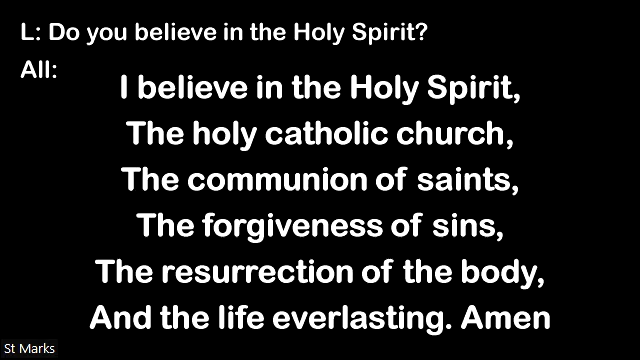 L: Do you believe in the Holy Spirit?
All:
I believe in the Holy Spirit,
The holy catholic church,
The communion of saints,
The forgiveness of sins,
The resurrection of the body,
And the life everlasting. Amen
St Marks